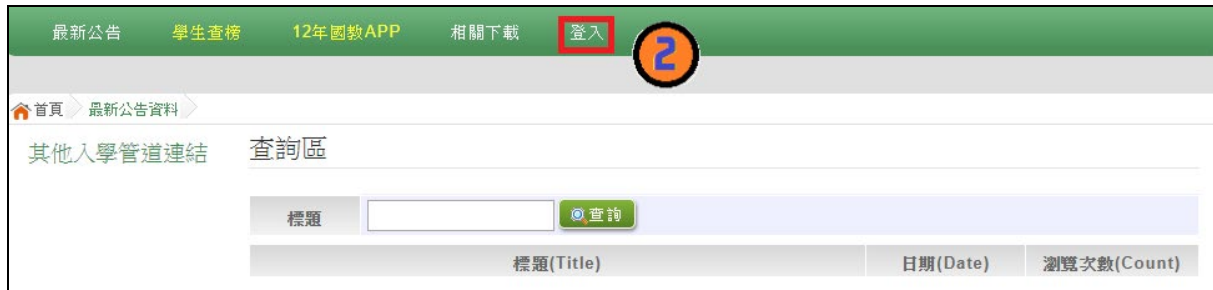 最新公告 學生查榜 12年國教APP 相關下載 登入 2
首頁 最新公告資料
其他入學管道連結 查詢區
標題 查詢
標題(Title) 日期(Date) 瀏覽次數(Count)